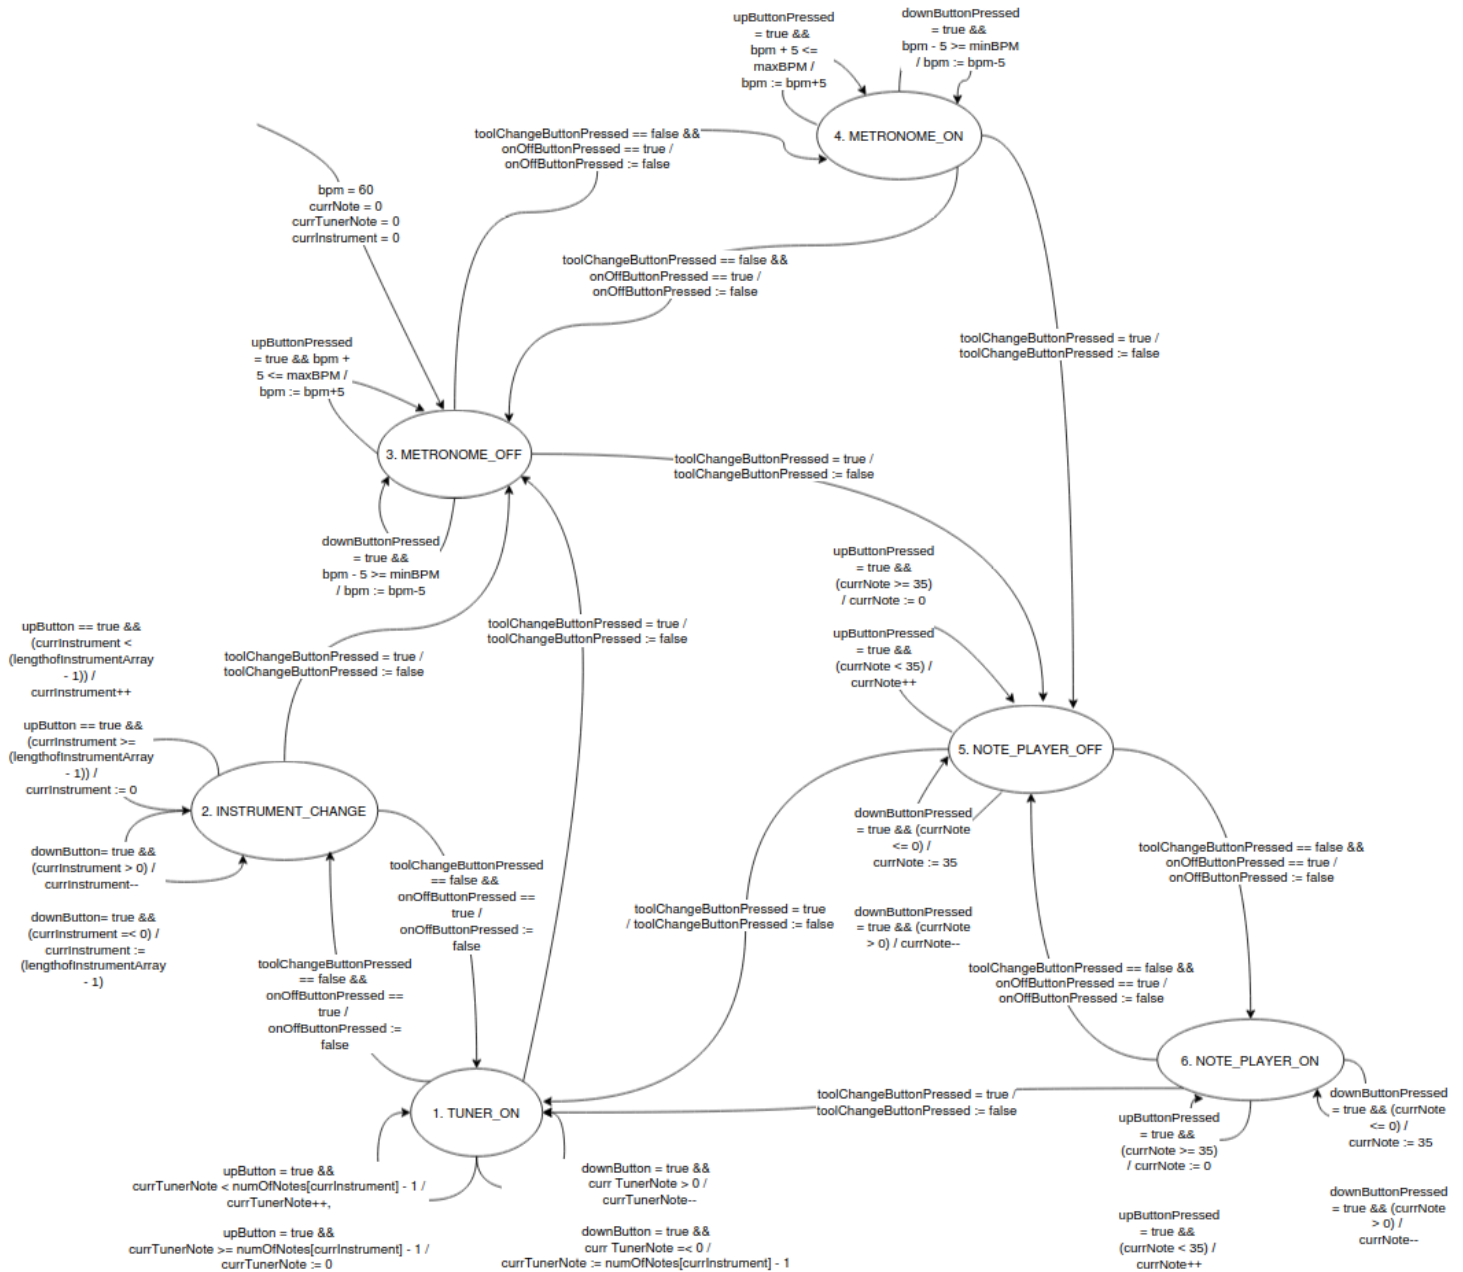 upButtonPressed
= true &&
bpm + 5 <=
maxBPM /
bpm := bpm+5
downButtonPressed
= true &&
bpm - 5 >= minBPM
/ bpm := bpm-5
4. METRONOME_ON
toolChangeButtonPressed == false &&
onOffButtonPressed == true /
onOffButtonPressed := false
bpm = 60
currNote = 0
currTunerNote = 0
currInstrument = 0
toolChangeButtonPressed == false &&
onOffButtonPressed == true /
onOffButtonPressed := false
toolChangeButtonPressed = true /
toolChangeButtonPressed := false
upButtonPressed
= true && bpm +
5 <= maxBPM /
bpm := bpm+5
3. METRONOME_OFF
toolChangeButtonPressed = true /
toolChangeButtonPressed := false
downButtonPressed
= true &&
bpm - 5 >= minBPM
/ bpm := bpm-5
upButtonPressed
= true &&
(currNote >= 35)
/ currNote := 0
upButtonPressed
= true &&
(currNote < 35) /
currNote++
toolChangeButtonPressed = true /
toolChangeButtonPressed := false
upButton == true &&
(currInstrument <
(lengthofInstrumentArray
- 1)) /
currInstrument++
toolChangeButtonPressed = true /
toolChangeButtonPressed := false
upButton == true &&
(currInstrument >=
(lengthofInstrumentArray
- 1)) /
currInstrument := 0
5. NOTE_PLAYER_OFF
2. INSTRUMENT_CHANGE
downButtonPressed
= true && (currNote
<= 0) /
currNote := 35
toolChangeButtonPressed == false &&
onOffButtonPressed == true /
onOffButtonPressed := false
downButton= true &&
(currInstrument > 0) /
currInstrument--
toolChangeButtonPressed
== false &&
onOffButtonPressed ==
true /
onOffButtonPressed :=
false
toolChangeButtonPressed = true
/ toolChangeButtonPressed := false
downButtonPressed
= true && (currNote
> 0) / currNote--
downButton= true &&
(currInstrument =< 0) /
currInstrument :=
(lengthofInstrumentArray
- 1)
toolChangeButtonPressed
== false &&
onOffButtonPressed ==
true /
onOffButtonPressed :=
false
toolChangeButtonPressed == false &&
onOffButtonPressed == true /
onOffButtonPressed := false
6. NOTE_PLAYER_ON
1. TUNER_ON
toolChangeButtonPressed = true /
toolChangeButtonPressed := false
upButtonPressed
= true &&
(currNote >= 35)
/ currNote := 0
downButtonPressed
= true && (currNote
<= 0) /
currNote := 35
upButton = true &&
currTunerNote < numOfNotes[currInstrument] - 1 /
currTunerNote++,
downButton = true &&
curr TunerNote > 0 /
currTunerNote--
upButton = true &&
currTunerNote >= numOfNotes[currInstrument] - 1 /
currTunerNote := 0
downButton = true &&
curr TunerNote =< 0 /
currTunerNote := numOfNotes[currInstrument] - 1
upButtonPressed
= true &&
(currNote < 35) /
currNote++
downButtonPressed
= true && (currNote
> 0) /
currNote--